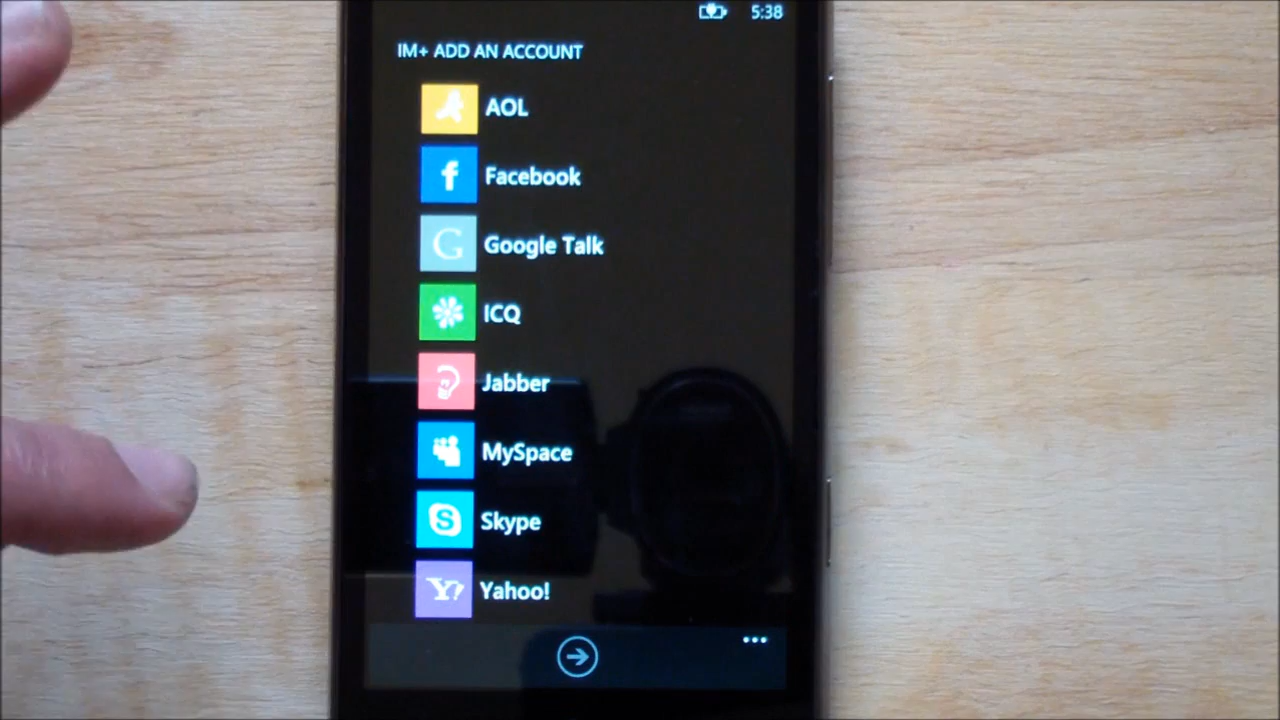 5:38
IM+ ADD AN ACCOUNT
AOL
f Facebook
G Google Talk
ICQ
Jabber
MySpace
S Skype
Y! Yahoo!